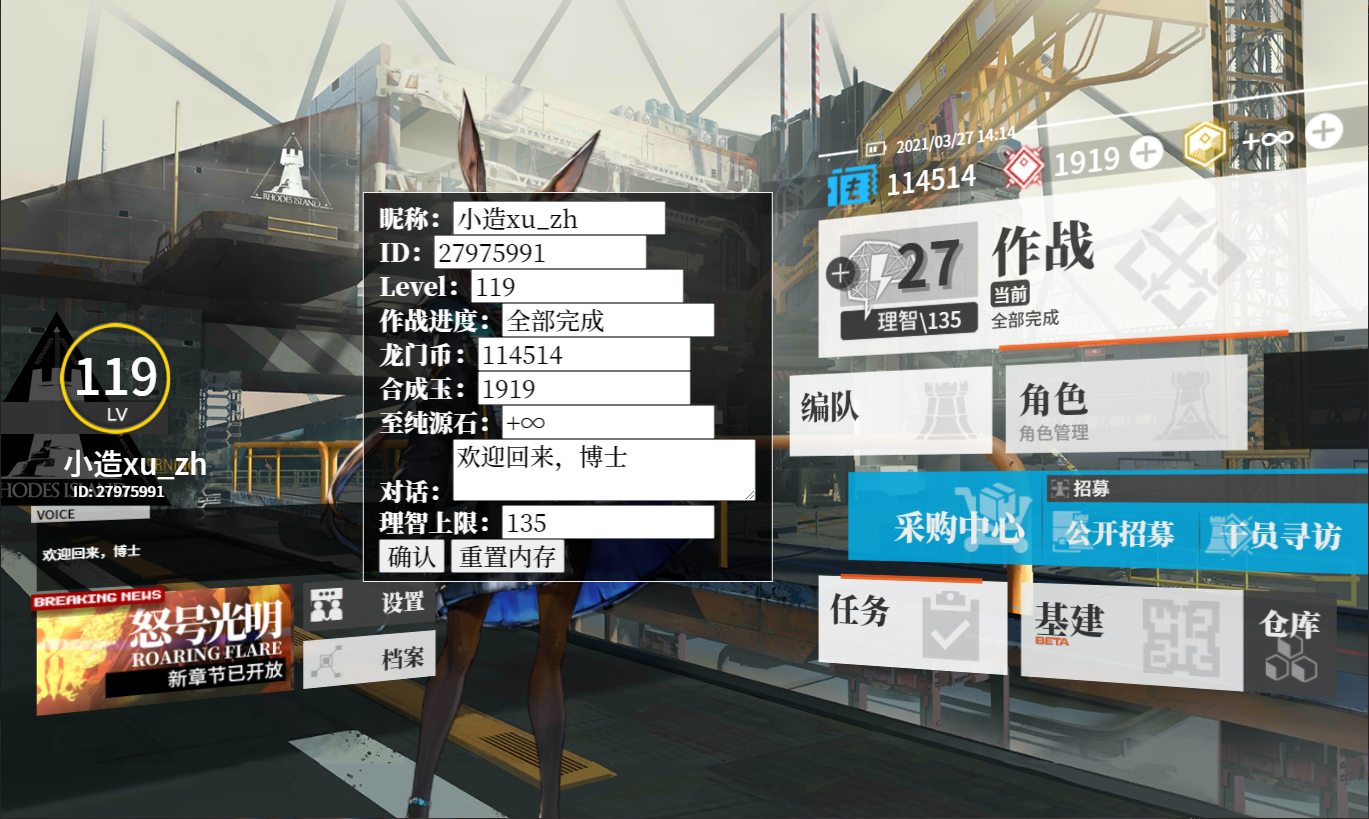 RHODES ISLAND
2021/03/27 14:14
114514
1919
+∞
昵称：小造xu_zh
ID：27975991
Level：119
作战进度：全部完成
龙门币：114514
合成玉：1919
至纯源石：+∞
对话：欢迎回来，博士
理智上限：135
确认 重置内存
27
理智\135
作战
当前
全部完成
119
LV
小造xu_zh
ID: 27975991
VOICE
欢迎回来，博士
编队
角色
角色管理
招募
采购中心
公开招募
干员寻访
BREAKING NEWS
怒号光明
ROARING FLARE
新章节已开放
设置
档案
任务
基建
BETA
仓库